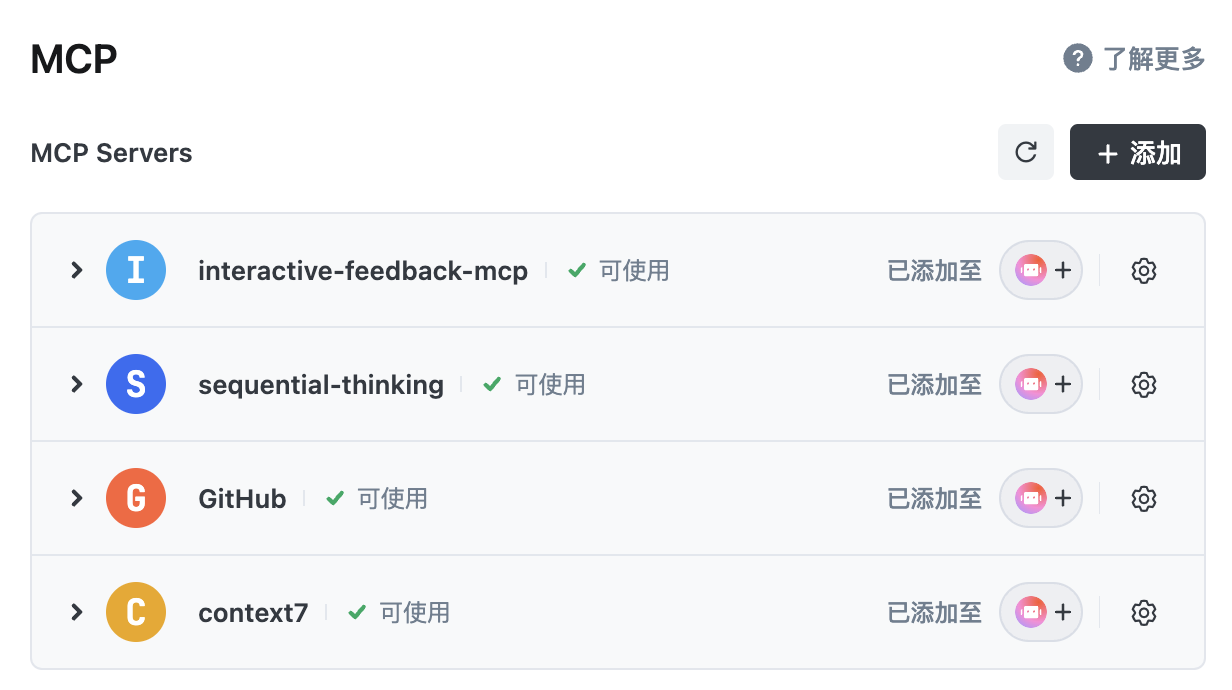 MCP
? 了解更多
MCP Servers
+ 添加
I interactive-feedback-mcp 可使用 已添加至 +
S sequential-thinking 可使用 已添加至 +
G GitHub 可使用 已添加至 +
C context7 可使用 已添加至 +